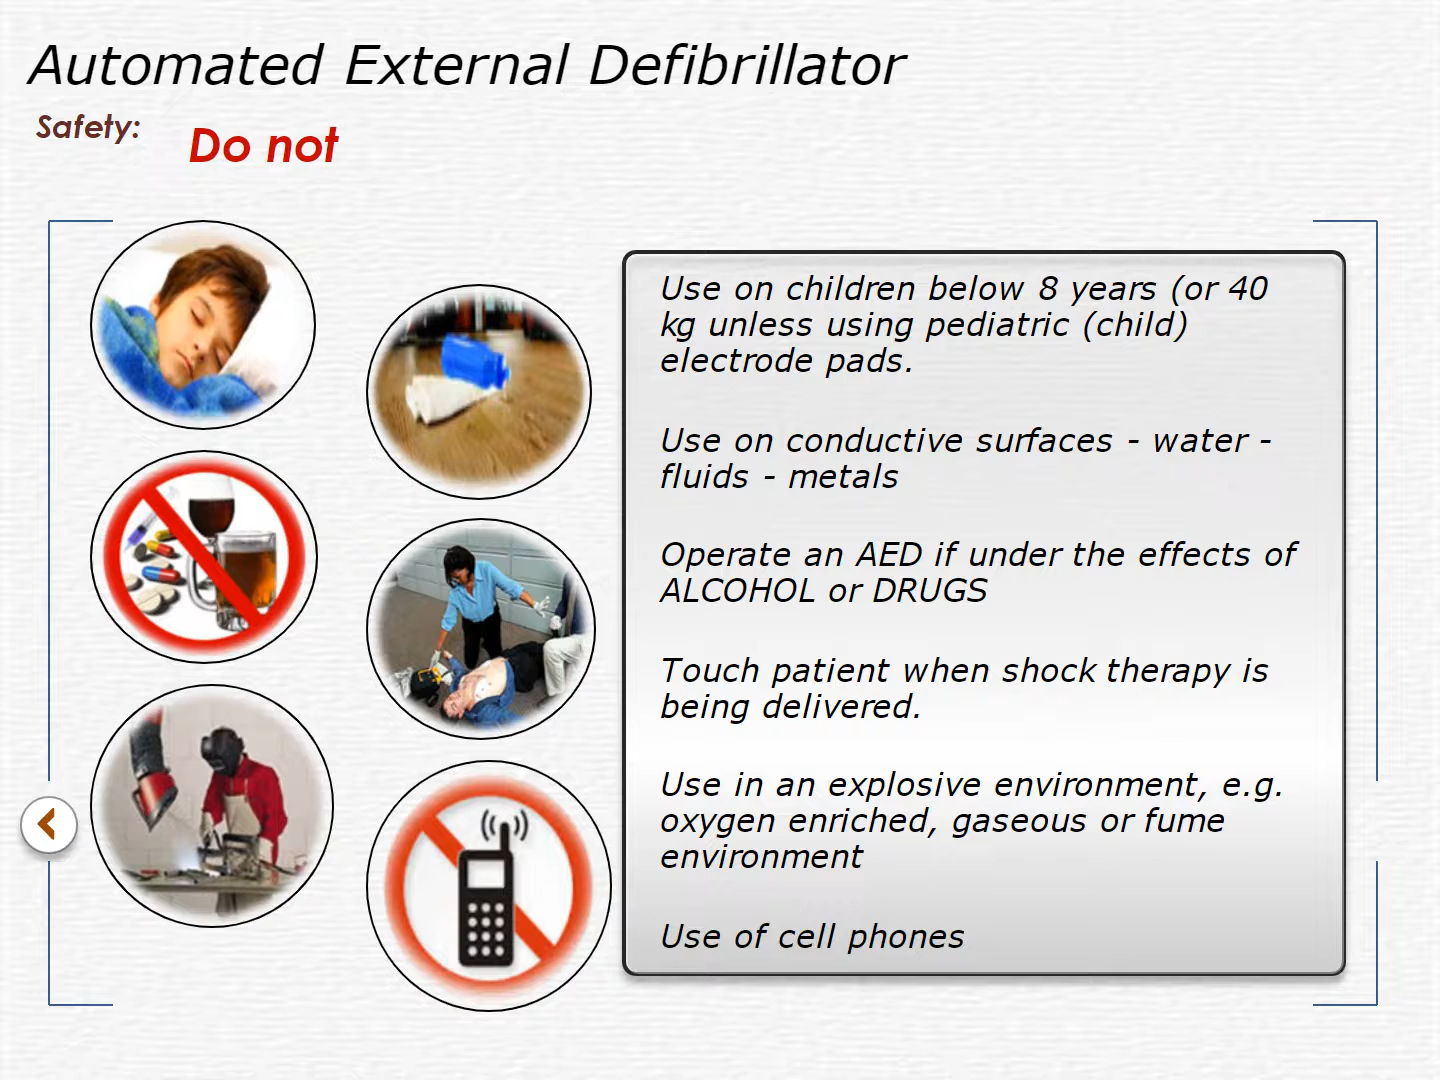 Automated External Defibrillator
Safety:
Do not
Use on children below 8 years (or 40
kg unless using pediatric (child)
electrode pads.
Use on conductive surfaces - water -
fluids - metals
Operate an AED if under the effects of
ALCOHOL or DRUGS
Touch patient when shock therapy is
being delivered.
Use in an explosive environment, e.g.
oxygen enriched, gaseous or fume
environment
Use of cell phones